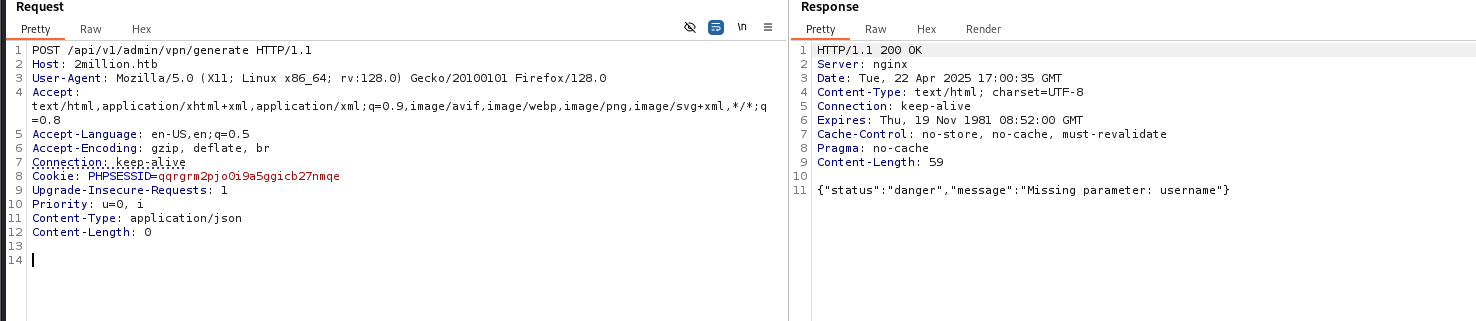 Request
Pretty Raw Hex \n
1 POST /api/v1/admin/vpn/generate HTTP/1.1
2 Host: 2million.htb
3 User-Agent: Mozilla/5.0 (X11; Linux x86_64; rv:128.0) Gecko/20100101 Firefox/128.0
4 Accept:
text/html,application/xhtml+xml,application/xml;q=0.9,image/avif,image/webp,image/png,image/svg+xml,*/*;q
=0.8
5 Accept-Language: en-US,en;q=0.5
6 Accept-Encoding: gzip, deflate, br
7 Connection: keep-alive
8 Cookie: PHPSESSID=qqrgrm2pjo0i9a5ggicb27nmqe
9 Upgrade-Insecure-Requests: 1
10 Priority: u=0, i
11 Content-Type: application/json
12 Content-Length: 0
13
14
Response
Pretty Raw Hex Render
1 HTTP/1.1 200 OK
2 Server: nginx
3 Date: Tue, 22 Apr 2025 17:00:35 GMT
4 Content-Type: text/html; charset=UTF-8
5 Connection: keep-alive
6 Expires: Thu, 19 Nov 1981 08:52:00 GMT
7 Cache-Control: no-store, no-cache, must-revalidate
8 Pragma: no-cache
9 Content-Length: 59
10
11 {"status":"danger","message":"Missing parameter: username"}